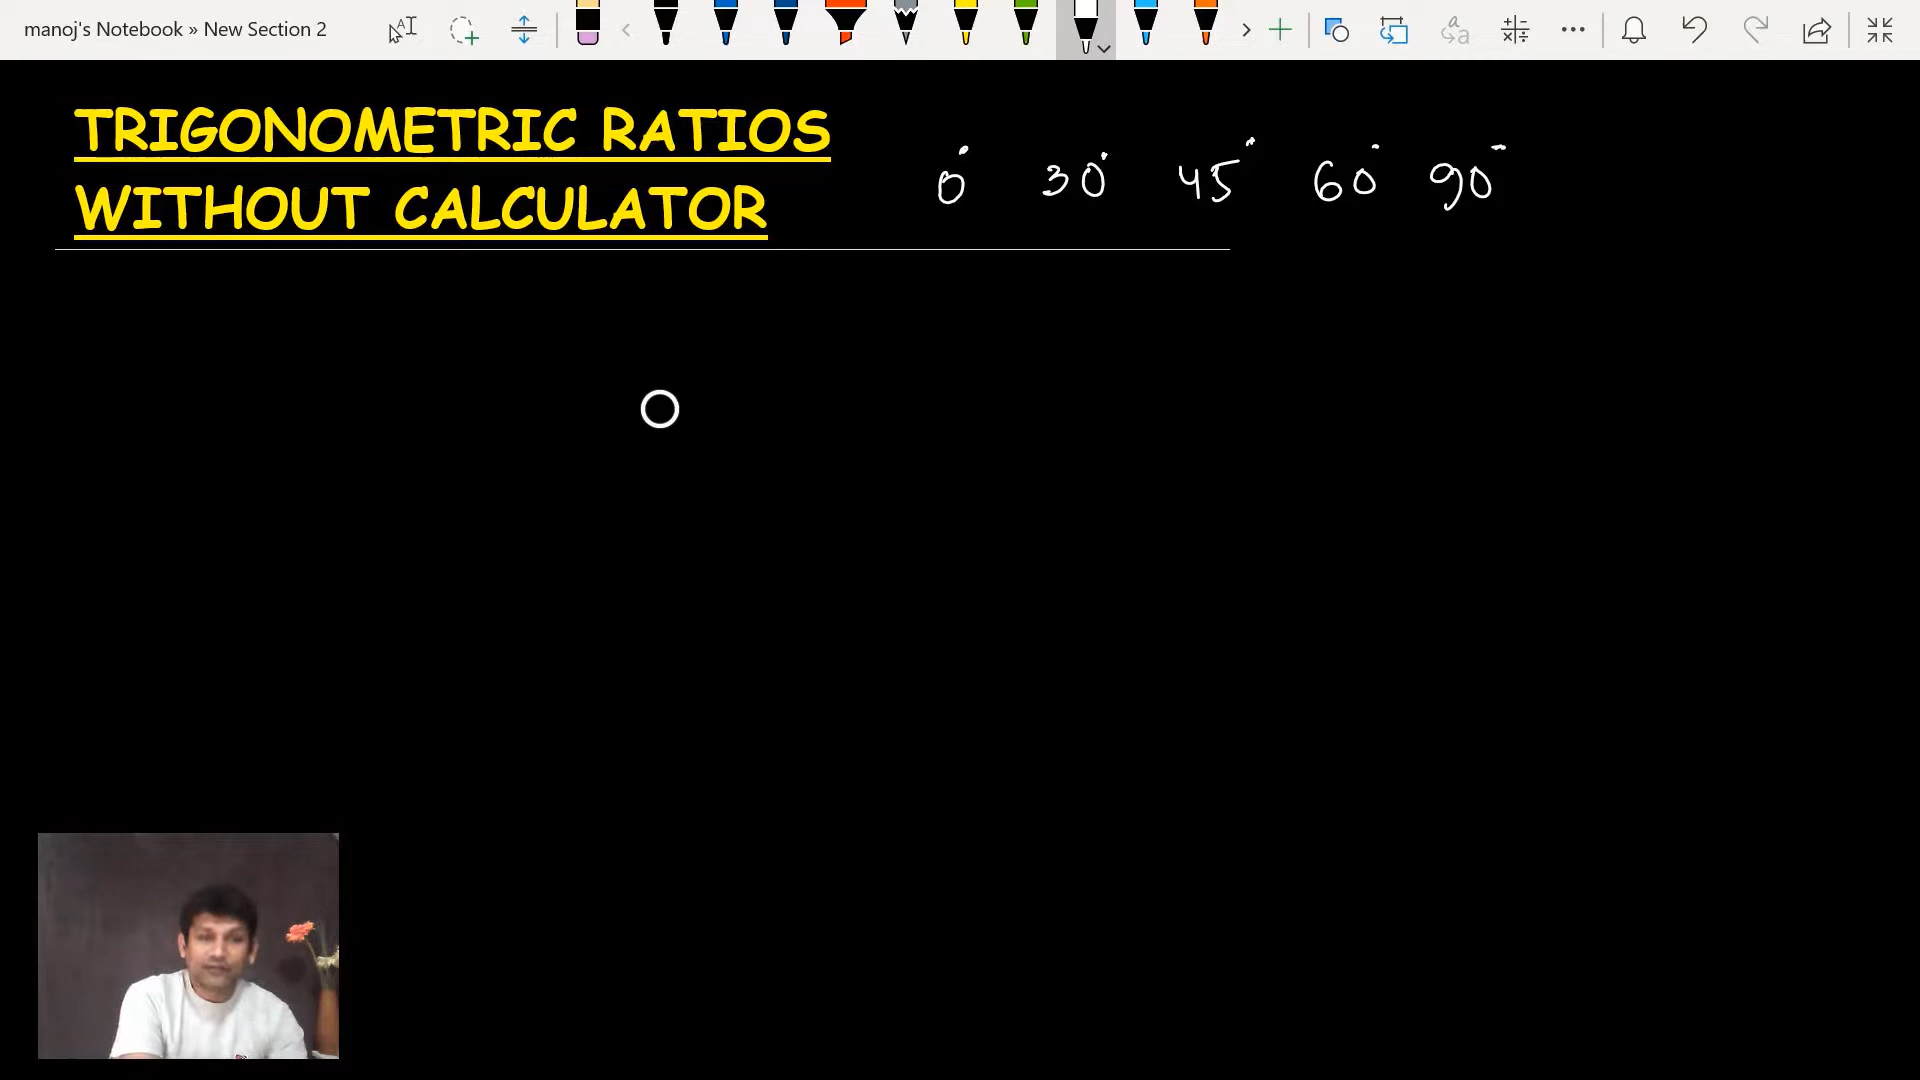 manoj's Notebook » New Section 2
TRIGONOMETRIC RATIOS
WITHOUT CALCULATOR
0° 30° 45° 60° 90°